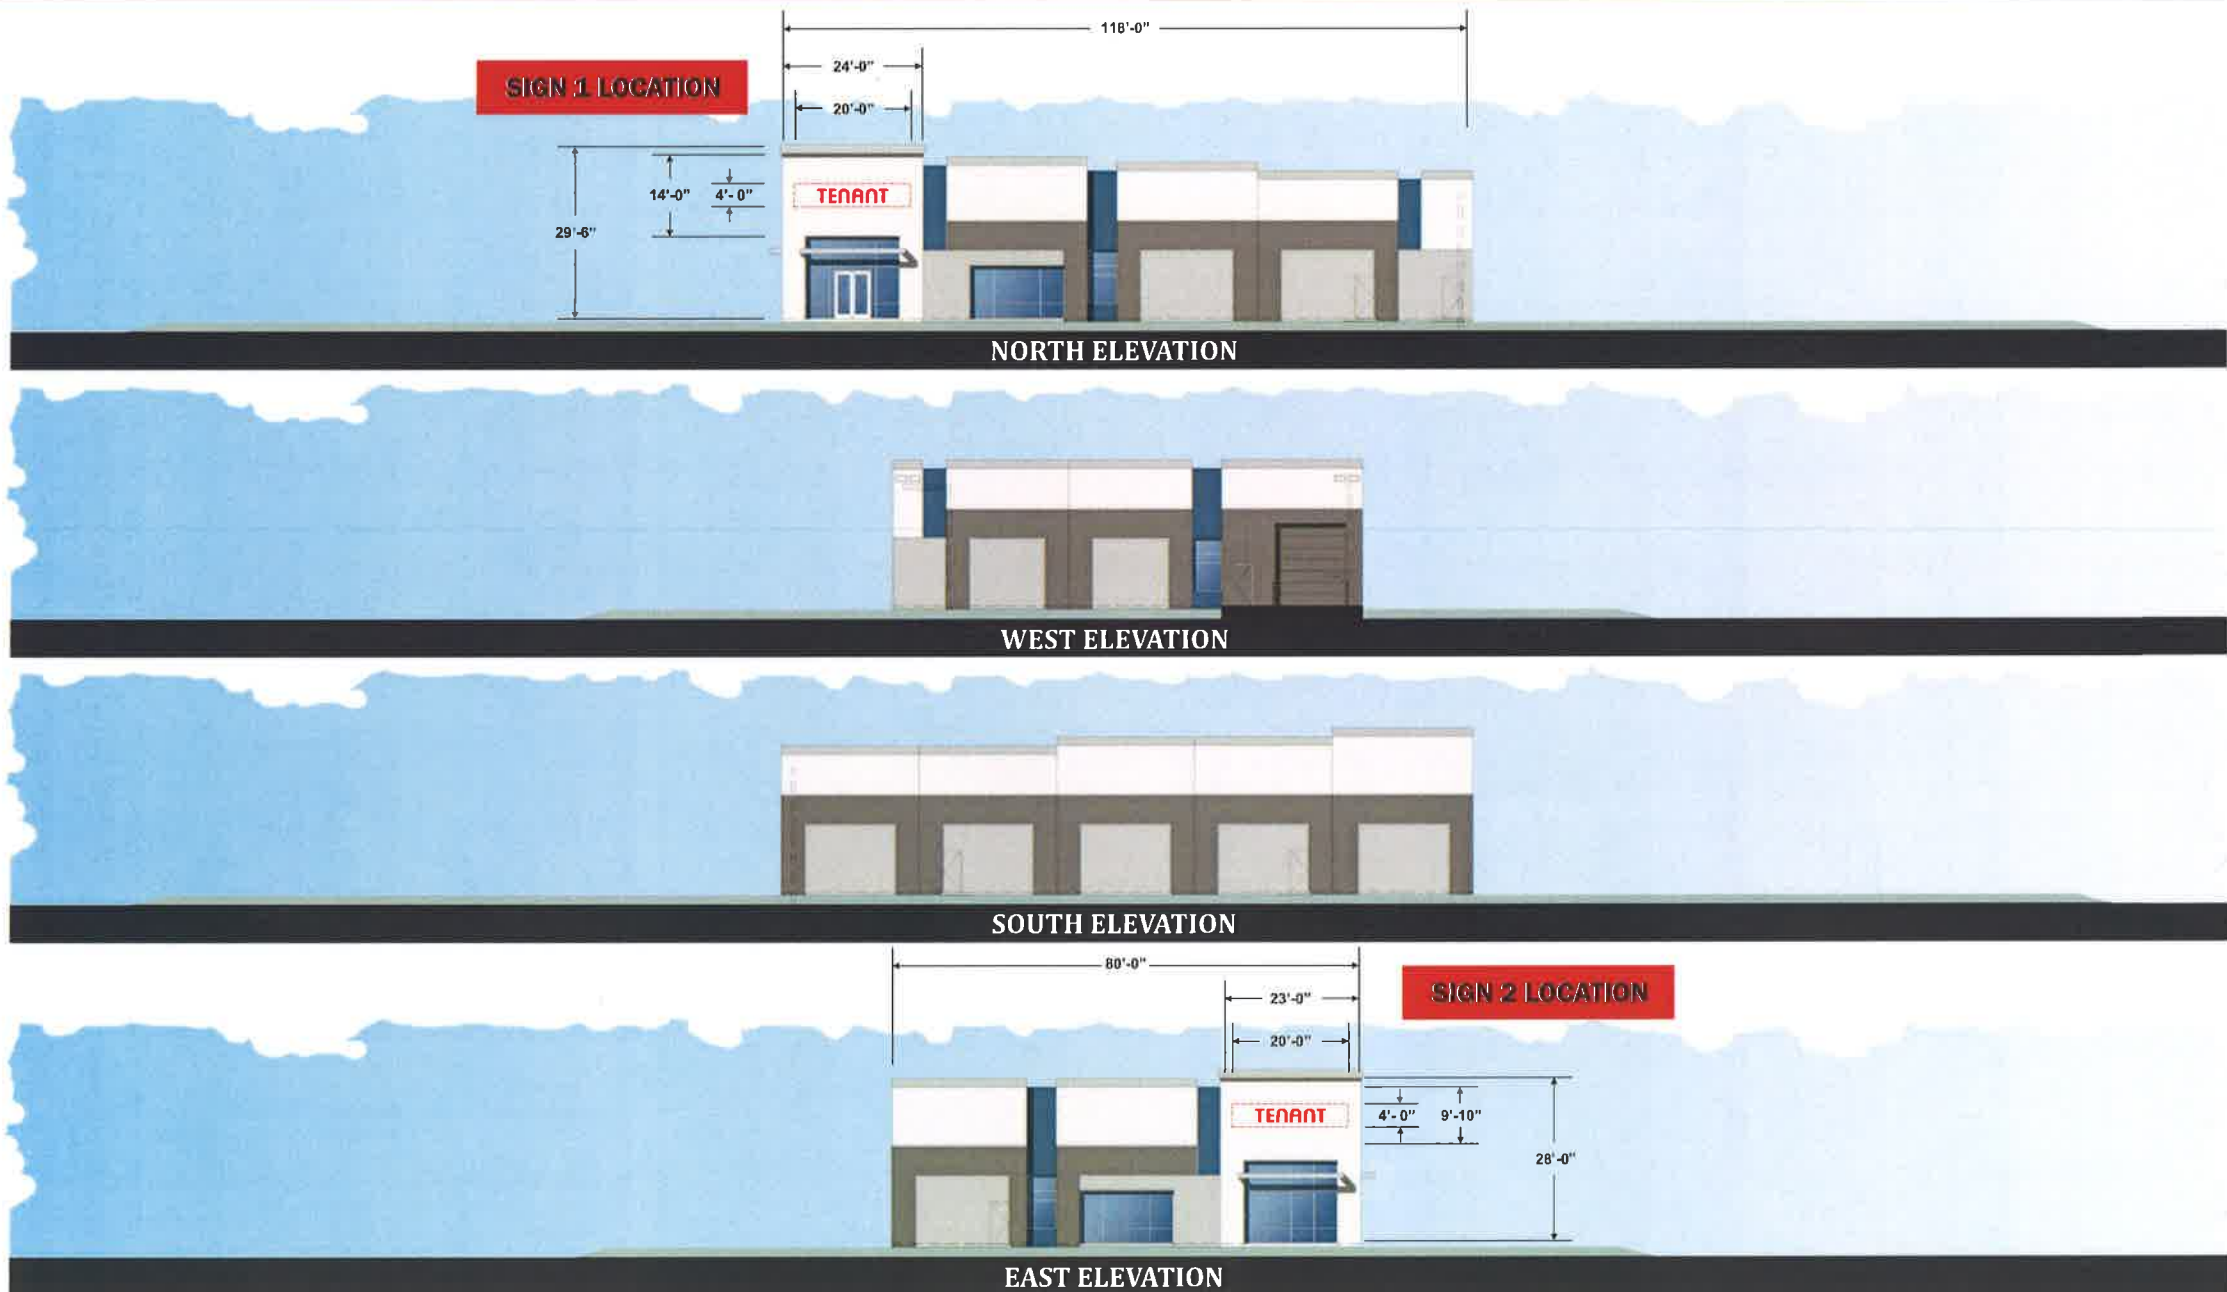 118'-0"
24'-0"
SIGN 1 LOCATION
20'-0"
14'-0"
4'- 0"
TENANT
29'-6"
NORTH ELEVATION
WEST ELEVATION
SOUTH ELEVATION
80'-0"
SIGN 2 LOCATION
23'-0"
20'-0"
TENANT
4'- 0"
9'-10"
28'-0"
EAST ELEVATION